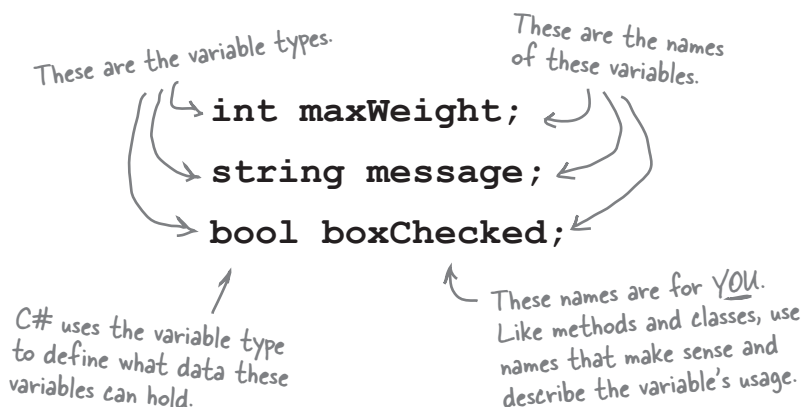 These are the variable types.
These are the names
of these variables.
int maxWeight;
string message;
bool boxChecked;
C# uses the variable type
to define what data these
variables can hold.
These names are for YOU.
Like methods and classes, use
names that make sense and
describe the variable's usage.